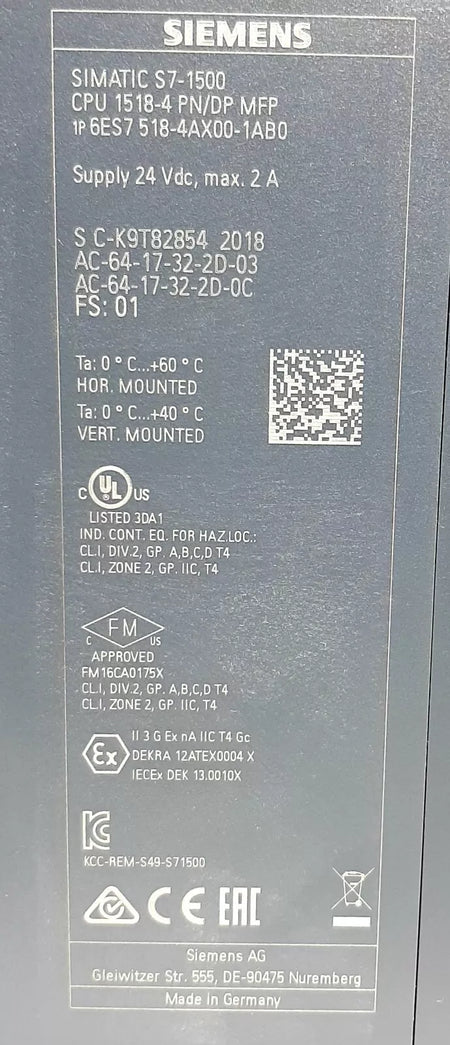 SIEMENS
SIMATIC S7-1500
CPU 1518-4 PN/DP MFP
1P 6ES7 518-4AX00-1AB0
Supply 24 Vdc, max. 2 A
S C-K9T82854 2018
AC-64-17-32-2D-03
AC-64-17-32-2D-0C
FS: 01
Ta: 0 ° C...+60 ° C
HOR. MOUNTED
Ta: 0 ° C...+40 ° C
VERT. MOUNTED
C UL US
LISTED 3DA1
IND. CONT. EQ. FOR HAZ.LOC.:
CL.I, DIV.2, GP. A,B,C,D T4
CL.I, ZONE 2, GP. IIC, T4
C FM US
APPROVED
FM16CA0175X
CL.I, DIV.2, GP. A,B,C,D T4
CL.I, ZONE 2, GP. IIC, T4
Ex II 3 G Ex nA IIC T4 Gc
DEKRA 12ATEX0004 X
IECEx DEK 13.0010X
KC
KCC-REM-S49-S71500
CE EAC
Siemens AG
Gleiwitzer Str. 555, DE-90475 Nuremberg
Made in Germany